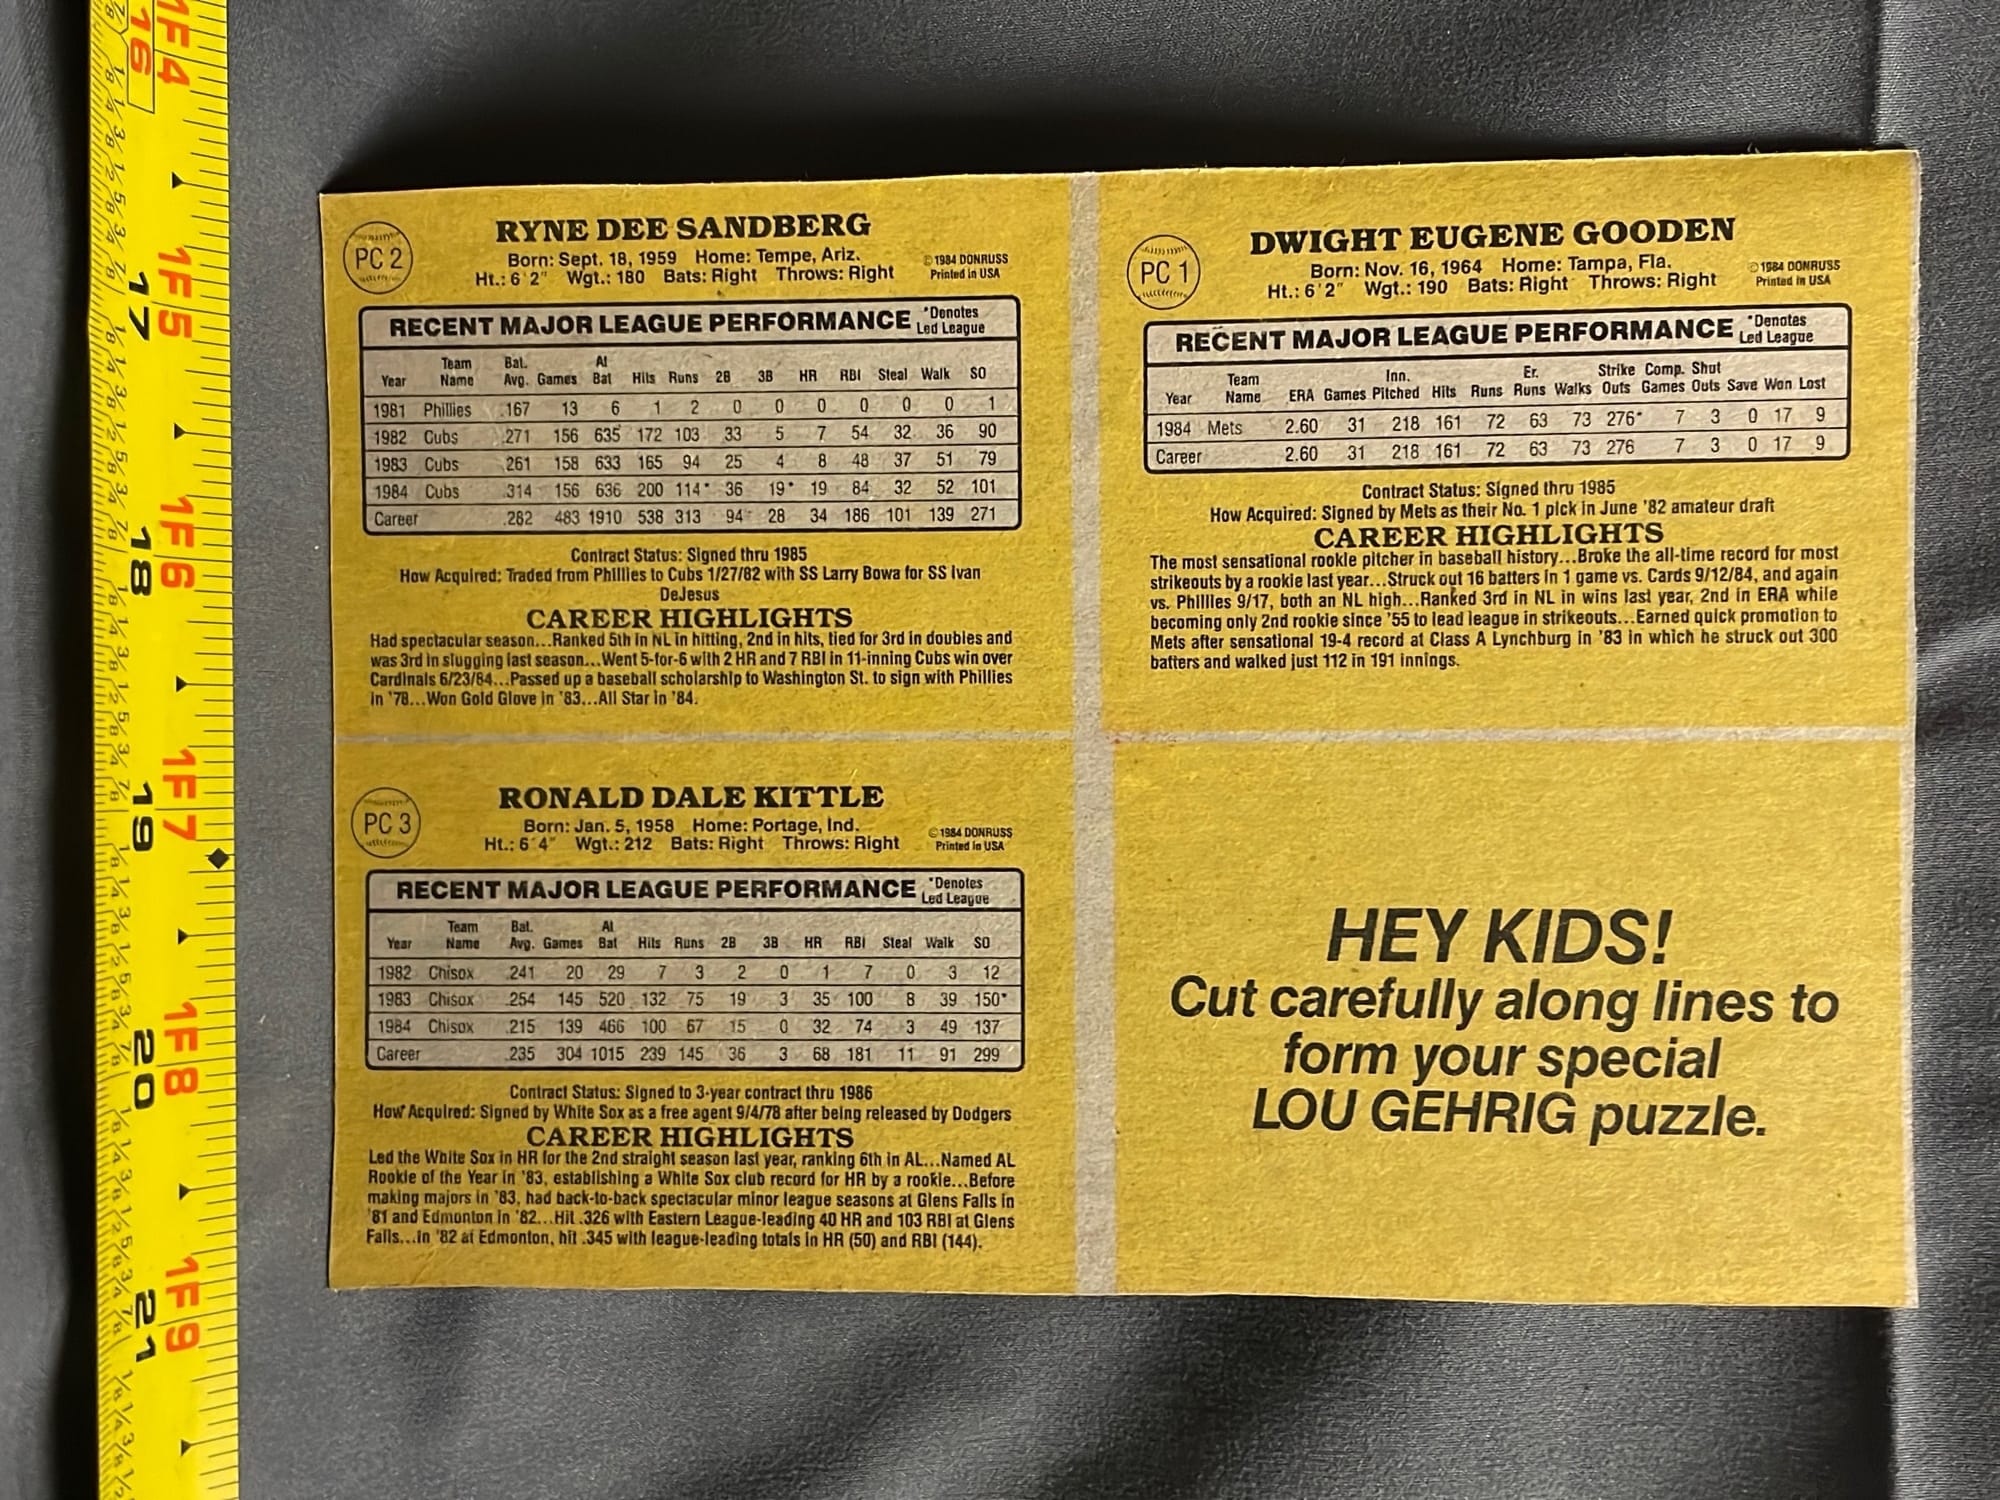 1F4
16
1F5
17
1F6
18
1F7
19
1F8
20
1F9
21
PC 2
RYNE DEE SANDBERG
Born: Sept. 18, 1959 Home: Tempe, Ariz.
Ht.: 6'2" Wgt.: 180 Bats: Right Throws: Right
© 1984 DONRUSS
Printed in USA
RECENT MAJOR LEAGUE PERFORMANCE *Denotes Led League
Year Team Name Bat. Avg. Games At Bat Hits Runs 2B 3B HR RBI Steal Walk SO
1981 Phillies .167 13 6 1 2 0 0 0 0 0 0 1
1982 Cubs .271 156 635 172 103 33 5 7 54 32 36 90
1983 Cubs .261 158 633 165 94 25 4 8 48 37 51 79
1984 Cubs .314 156 636 200 114* 36 19* 19 84 32 52 101
Career .282 483 1910 538 313 94 28 34 186 101 139 271
Contract Status: Signed thru 1985
How Acquired: Traded from Phillies to Cubs 1/27/82 with SS Larry Bowa for SS Ivan
DeJesus
CAREER HIGHLIGHTS
Had spectacular season...Ranked 5th in NL in hitting, 2nd in hits, tied for 3rd in doubles and
was 3rd in slugging last season...Went 5-for-6 with 2 HR and 7 RBI in 11-inning Cubs win over
Cardinals 6/23/84...Passed up a baseball scholarship to Washington St. to sign with Phillies
in '78...Won Gold Glove in '83...All Star in '84.
PC 1
DWIGHT EUGENE GOODEN
Born: Nov. 16, 1964 Home: Tampa, Fla.
Ht.: 6'2" Wgt.: 190 Bats: Right Throws: Right
© 1984 DONRUSS
Printed in USA
RECENT MAJOR LEAGUE PERFORMANCE *Denotes Led League
Year Team Name ERA Games Inn. Pitched Hits Runs Er. Runs Walks Strike Outs Comp. Games Shut Outs Save Won Lost
1984 Mets 2.60 31 218 161 72 63 73 276* 7 3 0 17 9
Career 2.60 31 218 161 72 63 73 276 7 3 0 17 9
Contract Status: Signed thru 1985
How Acquired: Signed by Mets as their No. 1 pick in June '82 amateur draft
CAREER HIGHLIGHTS
The most sensational rookie pitcher in baseball history...Broke the all-time record for most
strikeouts by a rookie last year...Struck out 16 batters in 1 game vs. Cards 9/12/84, and again
vs. Phillies 9/17, both an NL high...Ranked 3rd in NL in wins last year, 2nd in ERA while
becoming only 2nd rookie since '55 to lead league in strikeouts...Earned quick promotion to
Mets after sensational 19-4 record at Class A Lynchburg in '83 in which he struck out 300
batters and walked just 112 in 191 innings.
PC 3
RONALD DALE KITTLE
Born: Jan. 5, 1958 Home: Portage, Ind.
Ht.: 6'4" Wgt.: 212 Bats: Right Throws: Right
© 1984 DONRUSS
Printed in USA
RECENT MAJOR LEAGUE PERFORMANCE *Denotes Led League
Year Team Name Bat. Avg. Games At Bat Hits Runs 2B 3B HR RBI Steal Walk SO
1982 Chisox .241 20 29 7 3 2 0 1 7 0 3 12
1983 Chisox .254 145 520 132 75 19 3 35 100 8 39 150*
1984 Chisox .215 139 466 100 67 15 0 32 74 3 49 137
Career .235 304 1015 239 145 36 3 68 181 11 91 299
Contract Status: Signed to 3-year contract thru 1986
How Acquired: Signed by White Sox as a free agent 9/4/78 after being released by Dodgers
CAREER HIGHLIGHTS
Led the White Sox in HR for the 2nd straight season last year, ranking 6th in AL...Named AL
Rookie of the Year in '83, establishing a White Sox club record for HR by a rookie...Before
making majors in '83, had back-to-back spectacular minor league seasons at Glens Falls in
'81 and Edmonton in '82...Hit .326 with Eastern League-leading 40 HR and 103 RBI at Glens
Falls...in '82 at Edmonton, hit .345 with league-leading totals in HR (50) and RBI (144).
HEY KIDS!
Cut carefully along lines to
form your special
LOU GEHRIG puzzle.